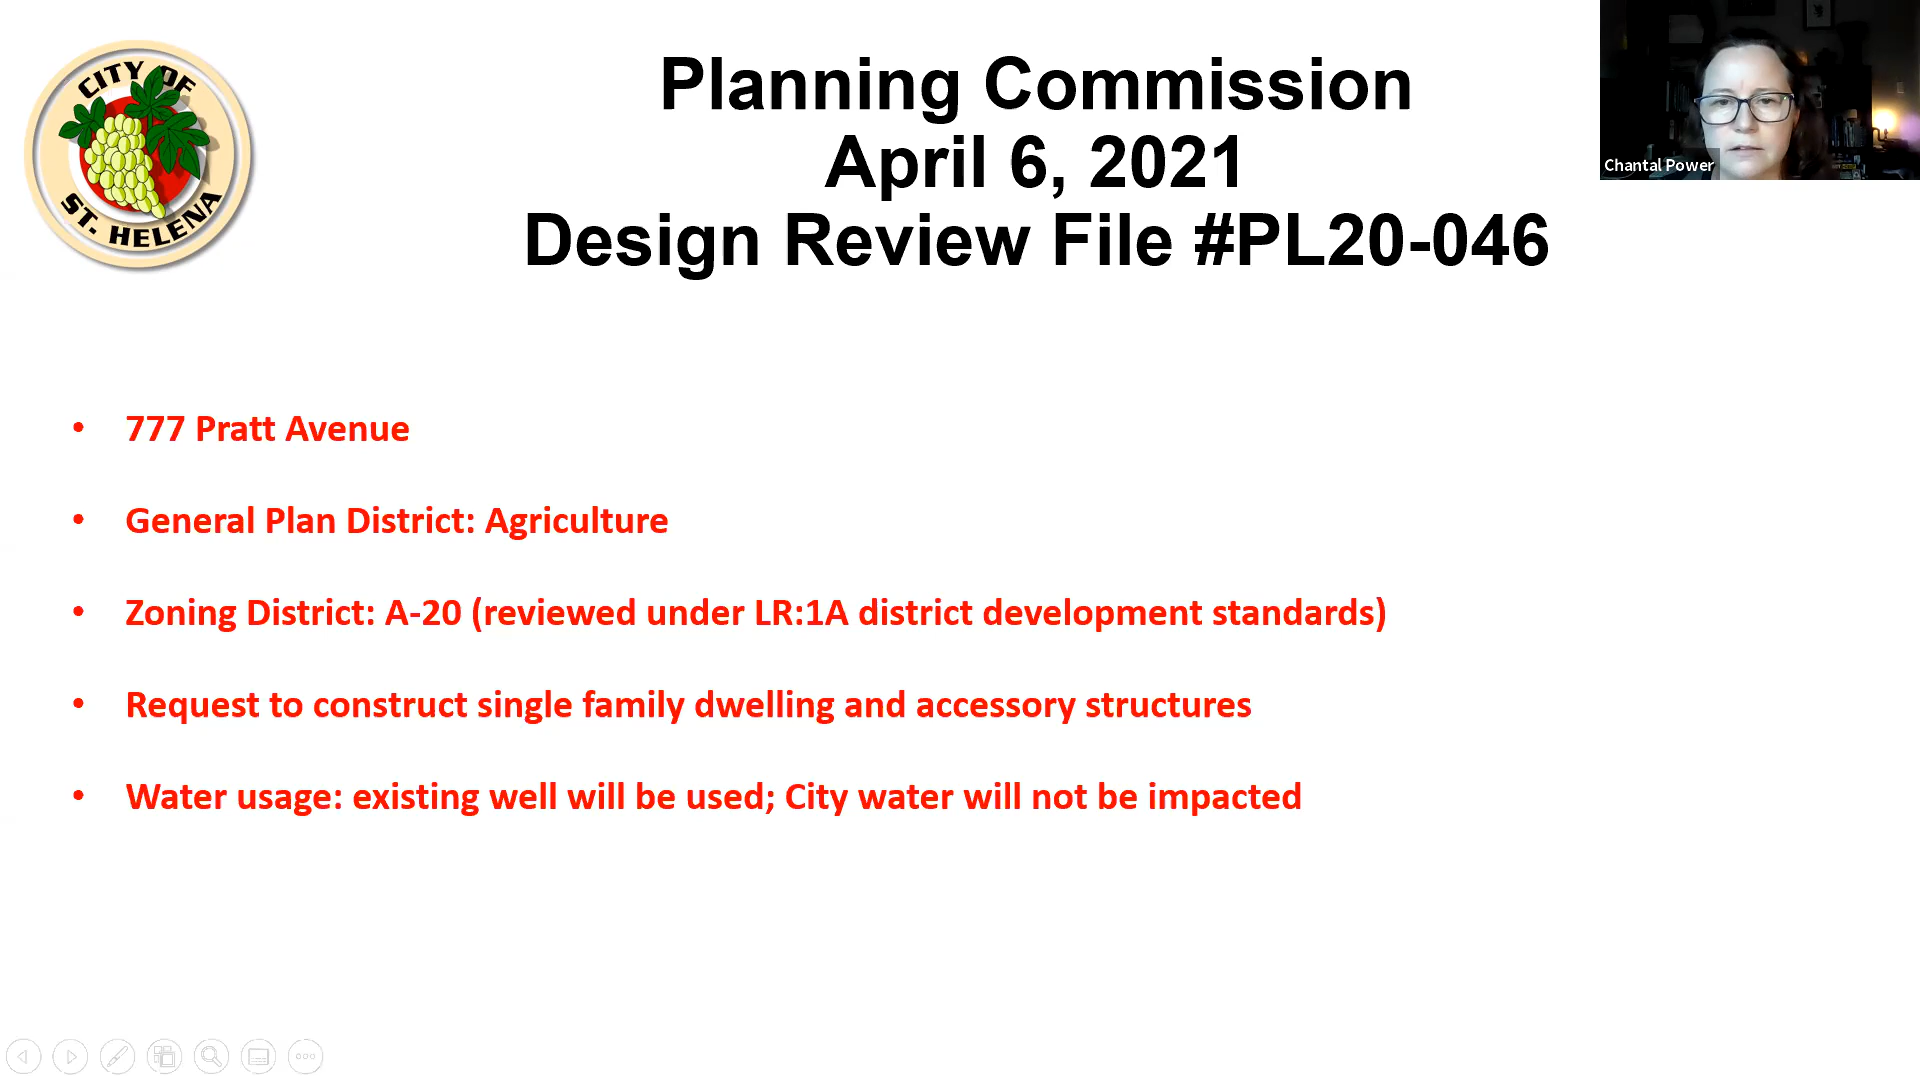 CITY OF
ST. HELENA
Planning Commission
April 6, 2021
Design Review File #PL20-046
Chantal Power
• 777 Pratt Avenue
• General Plan District: Agriculture
• Zoning District: A-20 (reviewed under LR:1A district development standards)
• Request to construct single family dwelling and accessory structures
• Water usage: existing well will be used; City water will not be impacted